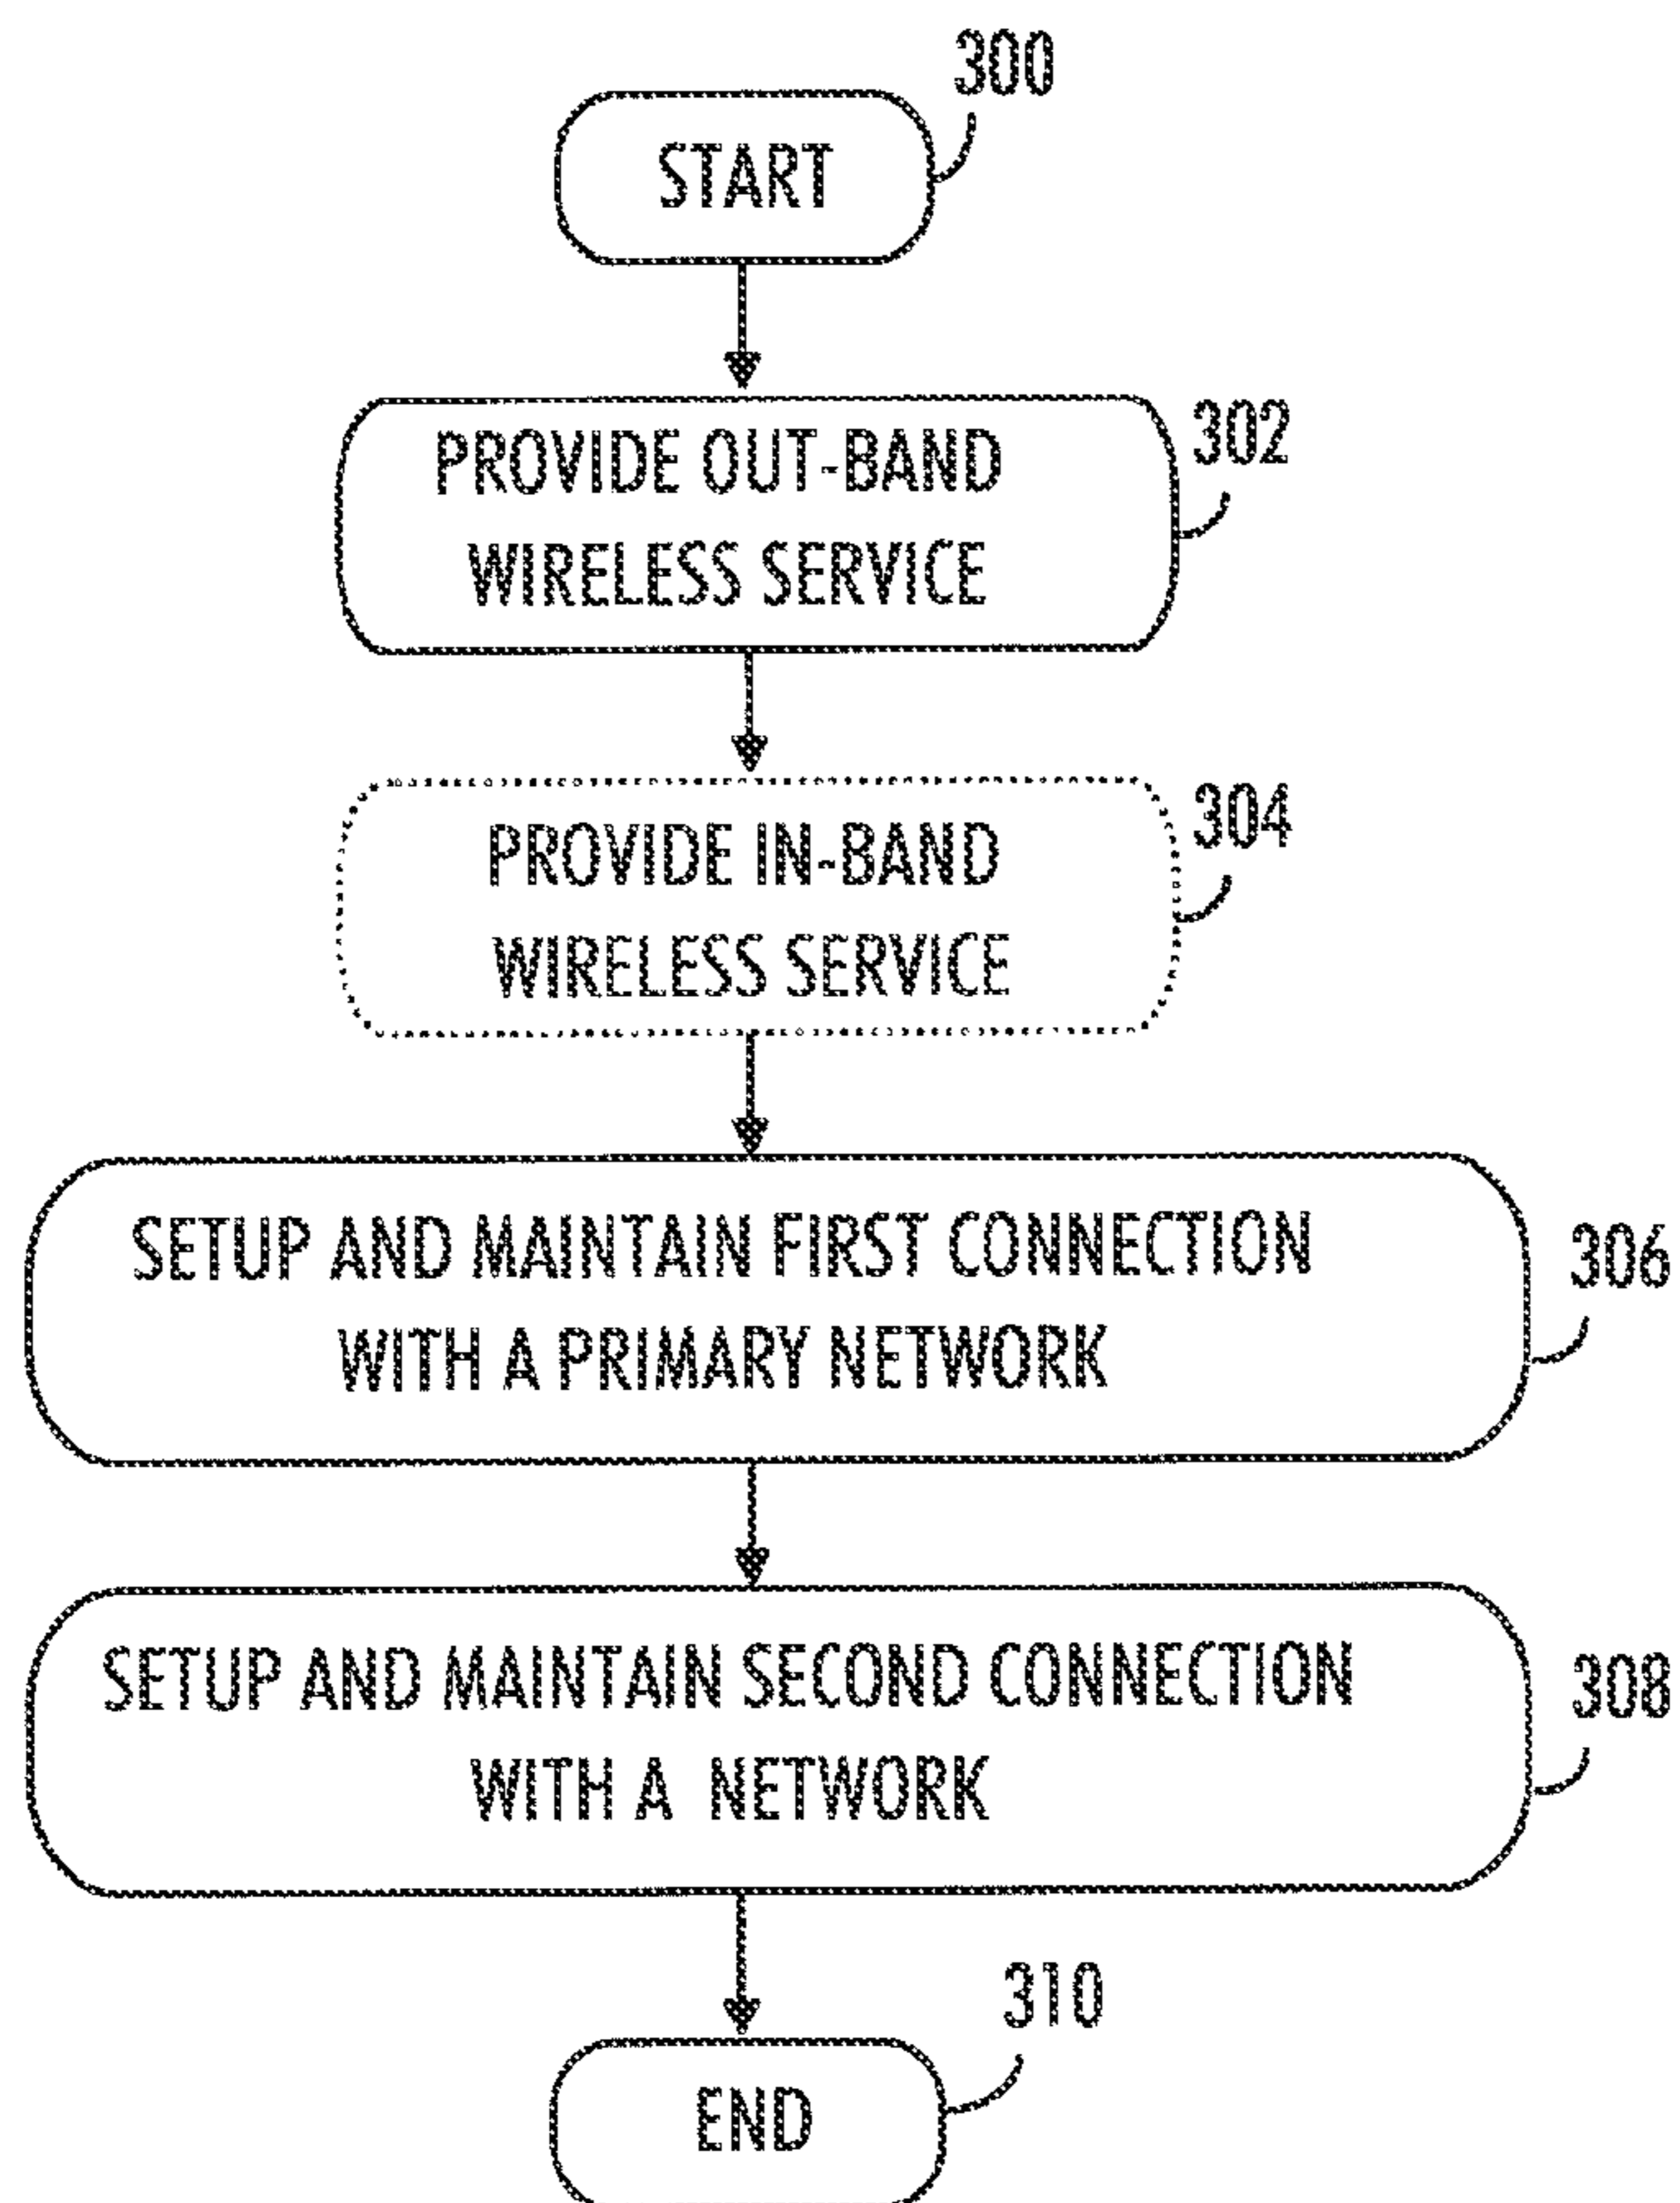 300
START
302
PROVIDE OUT-BAND
WIRELESS SERVICE
304
PROVIDE IN-BAND
WIRELESS SERVICE
306
SETUP AND MAINTAIN FIRST CONNECTION
WITH A PRIMARY NETWORK
308
SETUP AND MAINTAIN SECOND CONNECTION
WITH A NETWORK
310
END